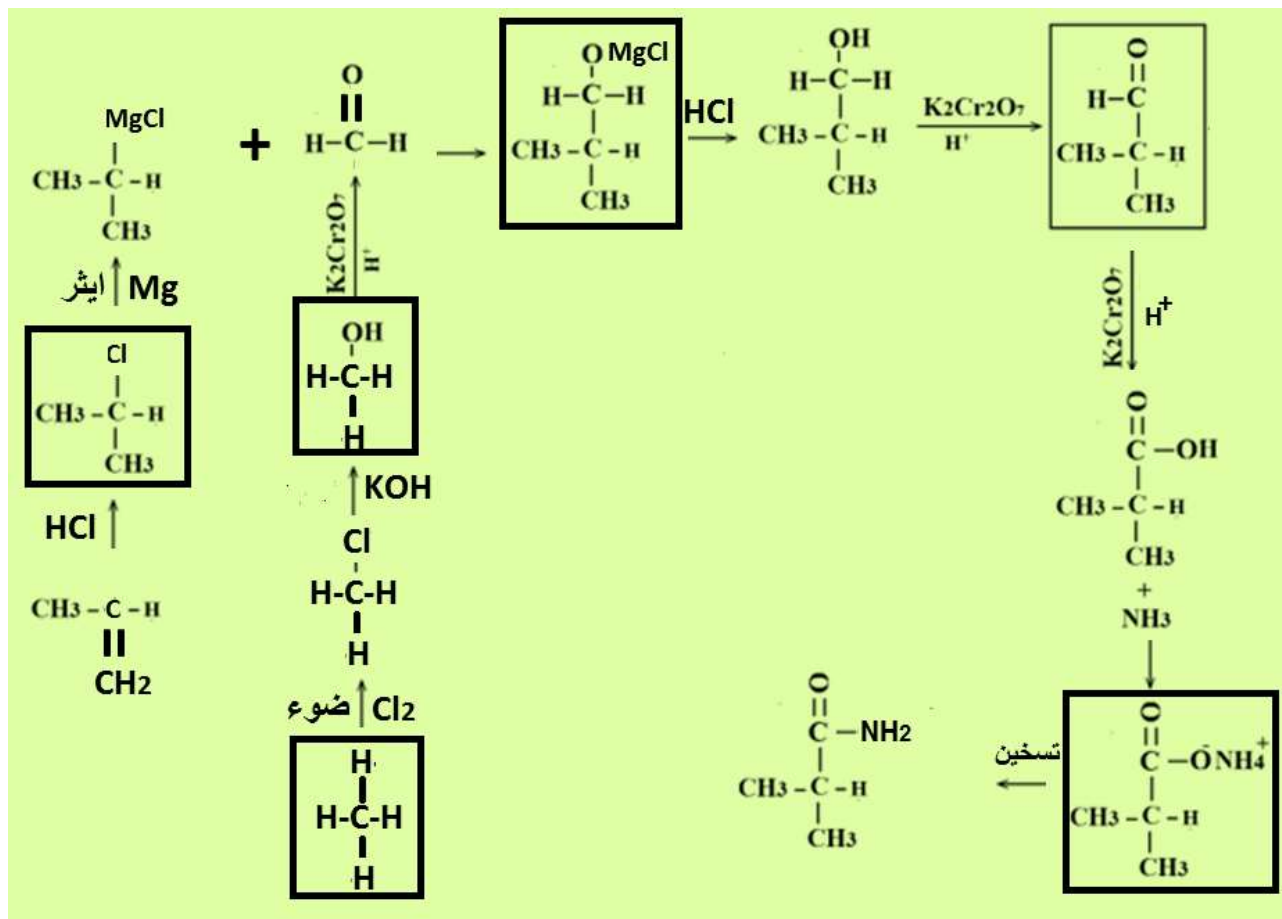 MgCl
CH3 – C – H
CH3
ايثر Mg
Cl
CH3 – C – H
CH3
HCl
CH3 – C – H
CH2
+
O
H–C–H
K2Cr2O7
H+
OH
H-C-H
H
KOH
Cl
H-C-H
H
ضوء Cl2
H
H-C-H
H
O MgCl
H–C–H
CH3 – C – H
CH3
HCl
OH
H–C–H
CH3 – C – H
CH3
K2Cr2O7
H+
O
H–C
CH3 – C – H
CH3
K2Cr2O7
H+
O
C –OH
CH3 – C – H
CH3
+
NH3
O
C –O- NH4+
CH3 – C – H
CH3
تسخين
O
C –NH2
CH3 – C – H
CH3